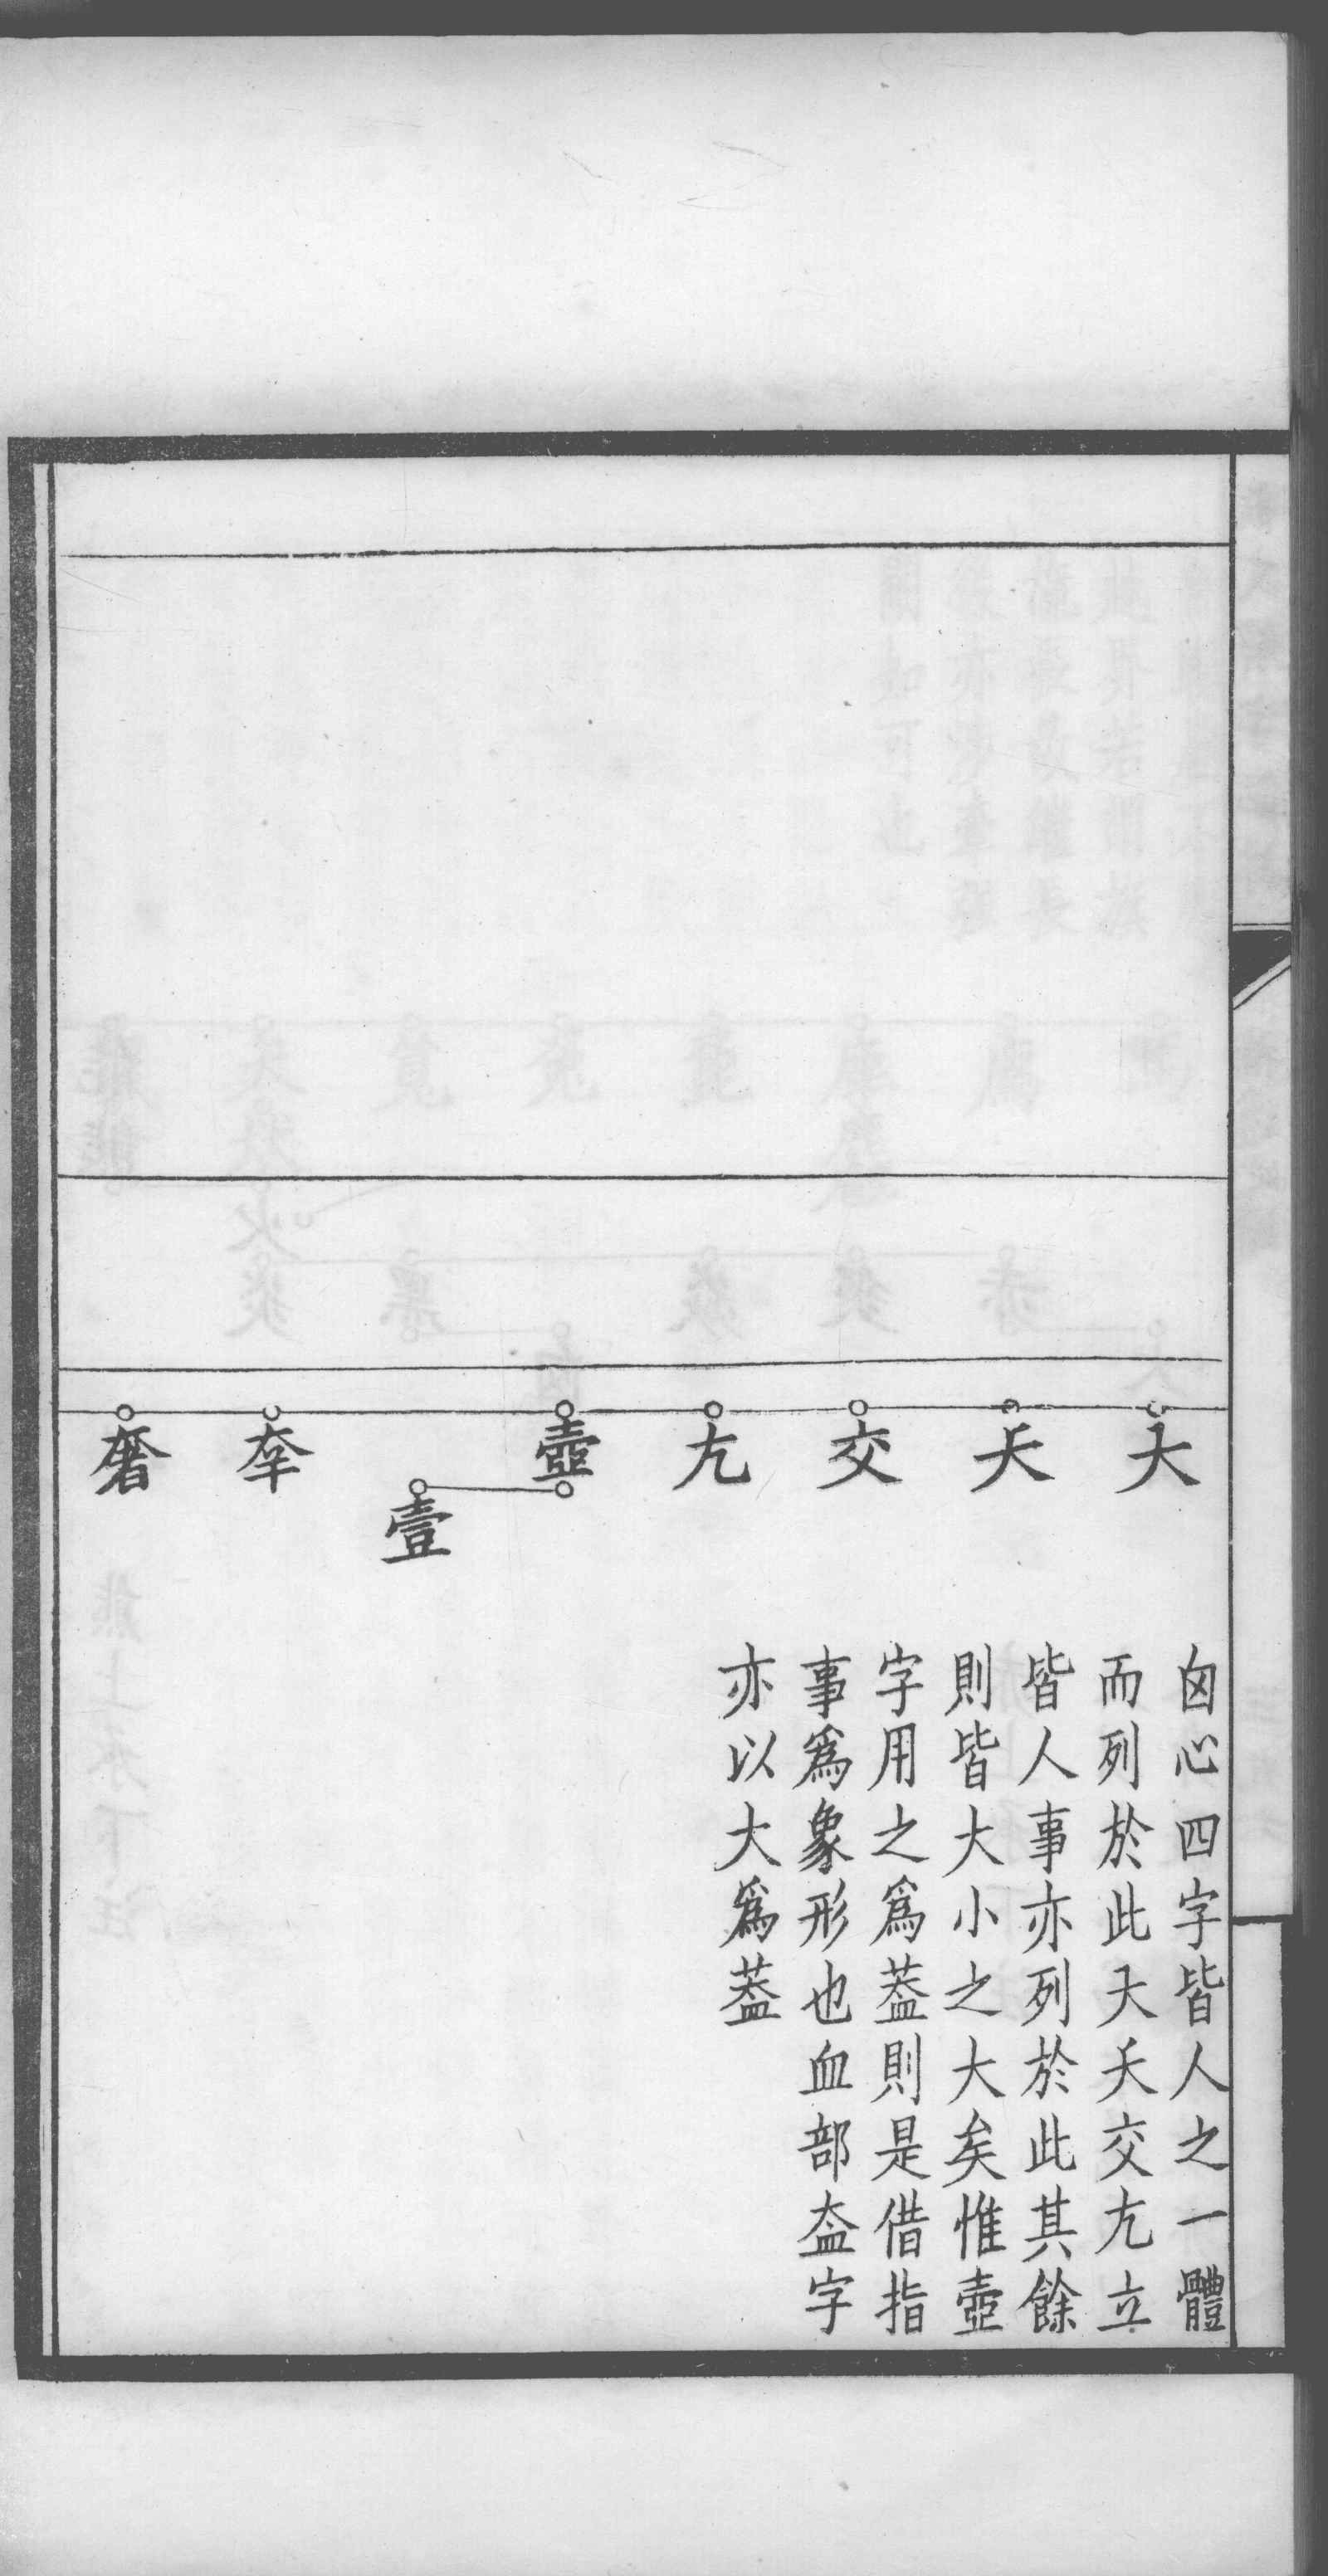 夨
夭
交
尢
壺
壹
㚔
奢
囟心四字皆人之一體
而列於此夨夭交尢立
皆人事亦列於此其餘
則皆大小之大矣惟壺
字用之爲葢則是借指
事爲象形也血部盇字
亦以大爲葢